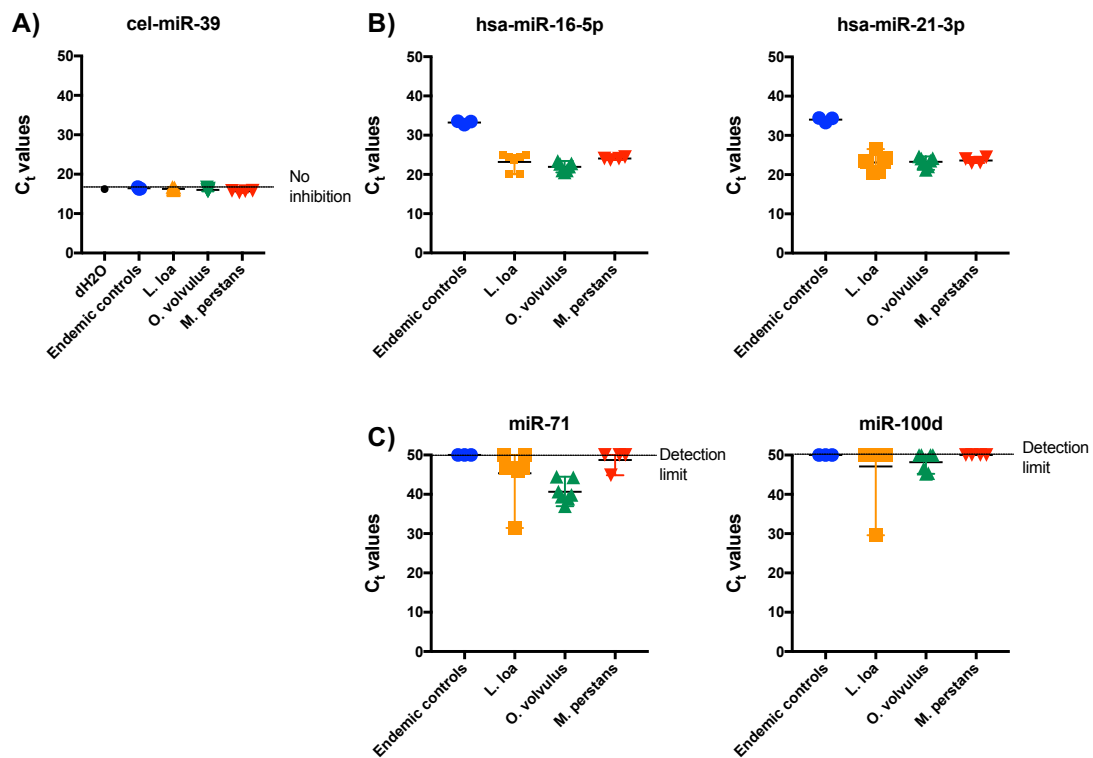 A)
cel-miR-39
Ct values
50
40
30
20
10
0
No
inhibition
dH2O
Endemic controls
L. loa
O. volvulus
M. perstans
B)
hsa-miR-16-5p
Ct values
50
40
30
20
10
0
Endemic controls
L. loa
O. volvulus
M. perstans
hsa-miR-21-3p
Ct values
50
40
30
20
10
0
Endemic controls
L. loa
O. volvulus
M. perstans
C)
miR-71
Ct values
50
40
30
20
10
0
Detection
limit
Endemic controls
L. loa
O. volvulus
M. perstans
miR-100d
Ct values
50
40
30
20
10
0
Detection
limit
Endemic controls
L. loa
O. volvulus
M. perstans